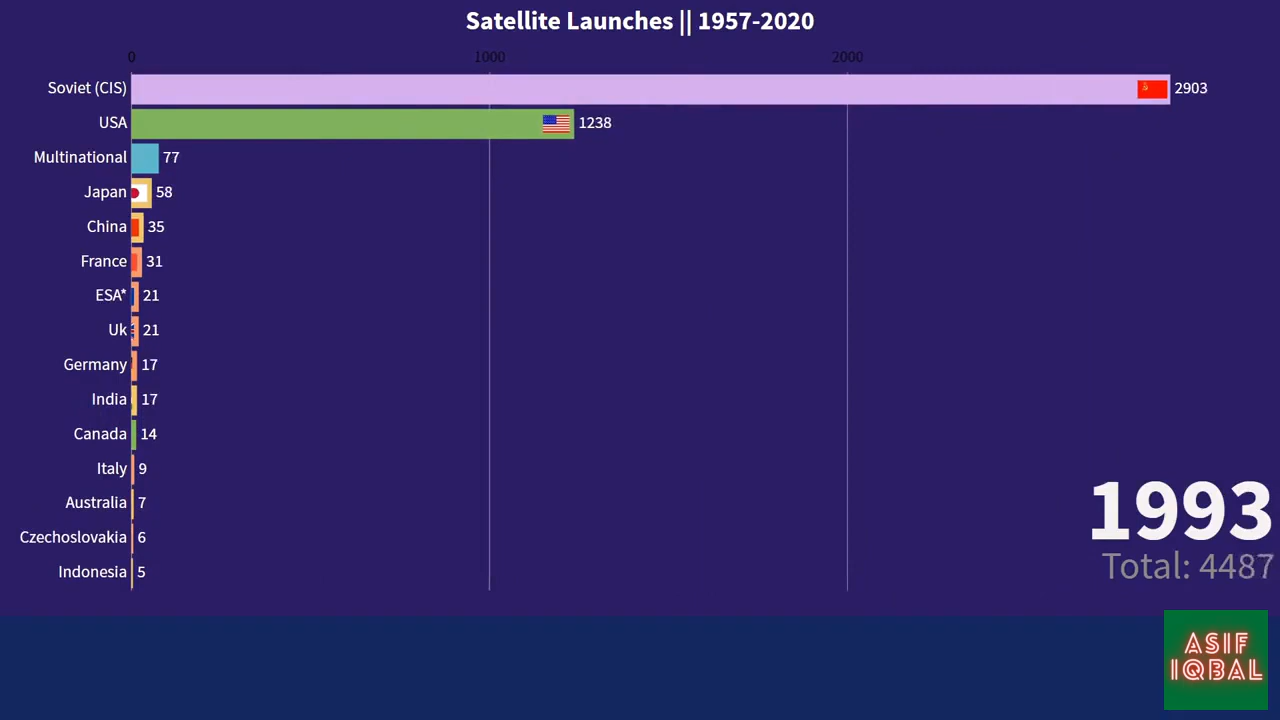 Satellite Launches || 1957-2020
0 1000 2000
Soviet (CIS) 2903
USA 1238
Multinational 77
Japan 58
China 35
France 31
ESA* 21
Uk 21
Germany 17
India 17
Canada 14
Italy 9
Australia 7
Czechoslovakia 6
Indonesia 5
1993
Total: 4487
ASIF
IQBAL